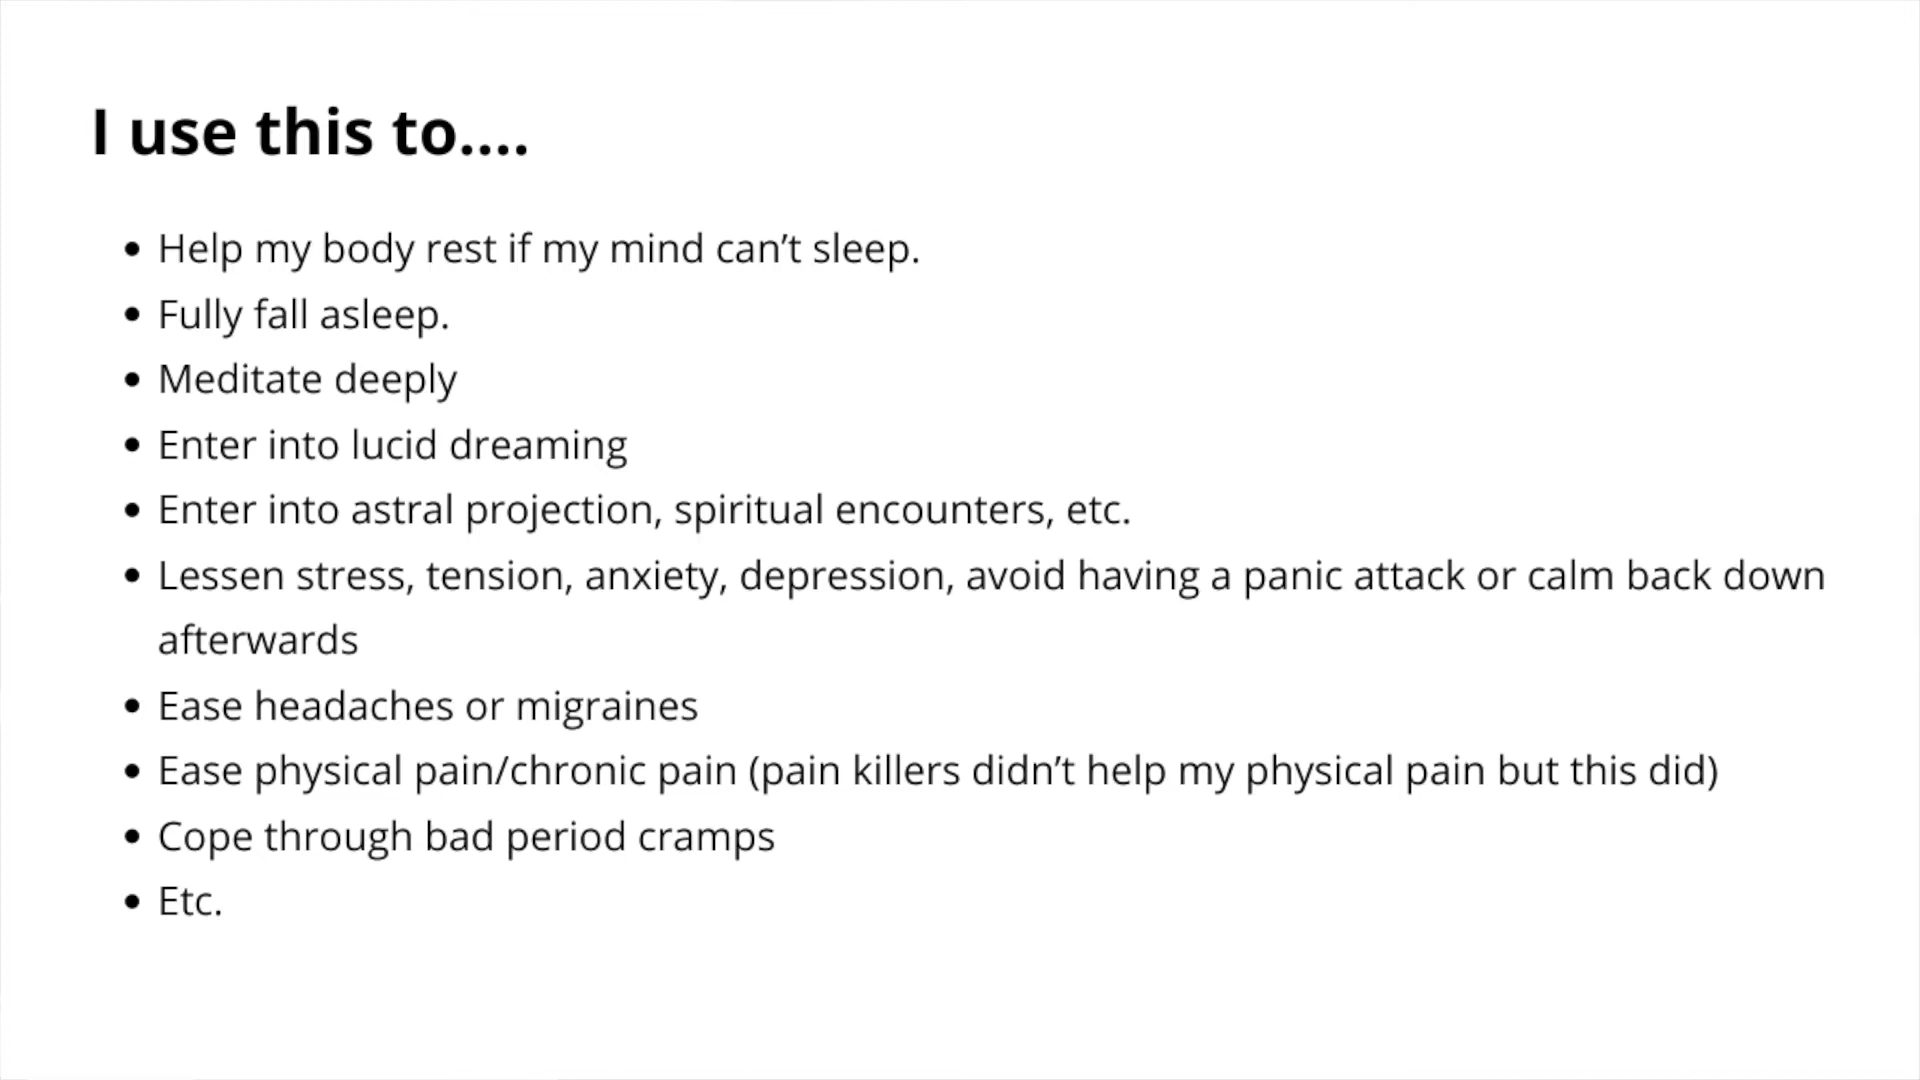 I use this to....
• Help my body rest if my mind can’t sleep.
• Fully fall asleep.
• Meditate deeply
• Enter into lucid dreaming
• Enter into astral projection, spiritual encounters, etc.
• Lessen stress, tension, anxiety, depression, avoid having a panic attack or calm back down
afterwards
• Ease headaches or migraines
• Ease physical pain/chronic pain (pain killers didn’t help my physical pain but this did)
• Cope through bad period cramps
• Etc.